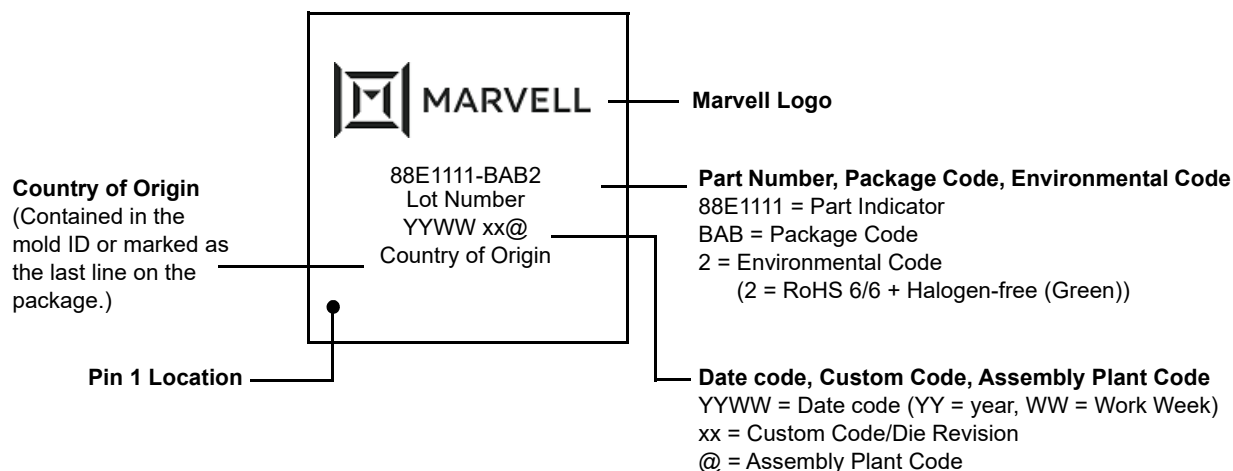 MARVELL
Marvell Logo
88E1111-BAB2
Lot Number
YYWW xx@
Country of Origin
Country of Origin
(Contained in the
mold ID or marked as
the last line on the
package.)
Part Number, Package Code, Environmental Code
88E1111 = Part Indicator
BAB = Package Code
2 = Environmental Code
(2 = RoHS 6/6 + Halogen-free (Green))
Pin 1 Location
Date code, Custom Code, Assembly Plant Code
YYWW = Date code (YY = year, WW = Work Week)
xx = Custom Code/Die Revision
@ = Assembly Plant Code